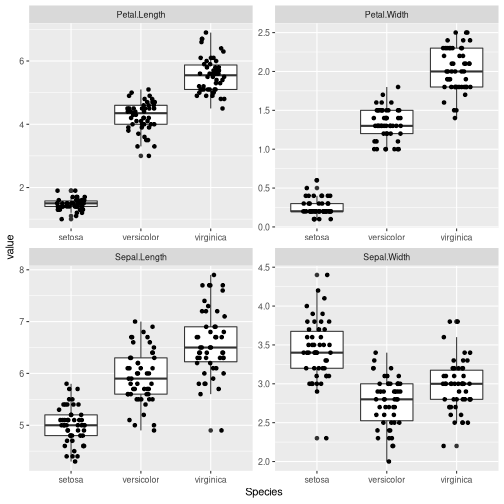 Petal.Length
Petal.Width
6
4
2
2.5
2.0
1.5
1.0
0.5
0.0
setosa versicolor virginica
setosa versicolor virginica
value
Sepal.Length
Sepal.Width
8
7
6
5
4.5
4.0
3.5
3.0
2.5
2.0
setosa versicolor virginica
setosa versicolor virginica
Species